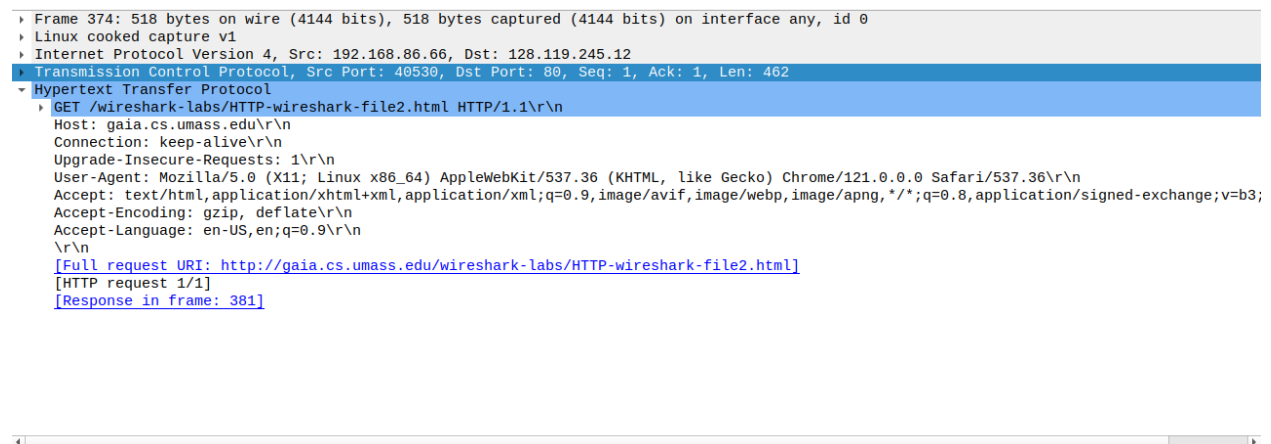 Frame 374: 518 bytes on wire (4144 bits), 518 bytes captured (4144 bits) on interface any, id 0
Linux cooked capture v1
Internet Protocol Version 4, Src: 192.168.86.66, Dst: 128.119.245.12
Transmission Control Protocol, Src Port: 40530, Dst Port: 80, Seq: 1, Ack: 1, Len: 462
Hypertext Transfer Protocol
GET /wireshark-labs/HTTP-wireshark-file2.html HTTP/1.1\r\n
Host: gaia.cs.umass.edu\r\n
Connection: keep-alive\r\n
Upgrade-Insecure-Requests: 1\r\n
User-Agent: Mozilla/5.0 (X11; Linux x86_64) AppleWebKit/537.36 (KHTML, like Gecko) Chrome/121.0.0.0 Safari/537.36\r\n
Accept: text/html,application/xhtml+xml,application/xml;q=0.9,image/avif,image/webp,image/apng,*/*;q=0.8,application/signed-exchange;v=b3;
Accept-Encoding: gzip, deflate\r\n
Accept-Language: en-US,en;q=0.9\r\n
\r\n
[Full request URI: http://gaia.cs.umass.edu/wireshark-labs/HTTP-wireshark-file2.html]
[HTTP request 1/1]
[Response in frame: 381]